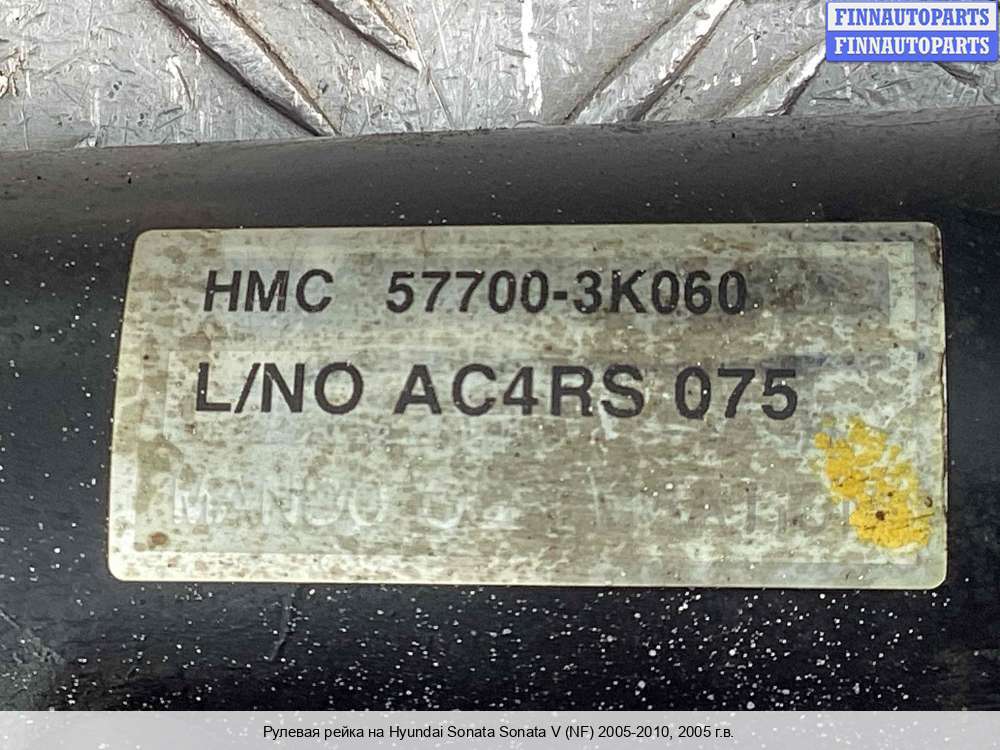 FINNAUTOPARTS
FINNAUTOPARTS
HMC 57700-3K060
L/NO AC4RS 075
Рулевая рейка на Hyundai Sonata Sonata V (NF) 2005-2010, 2005 г.в.